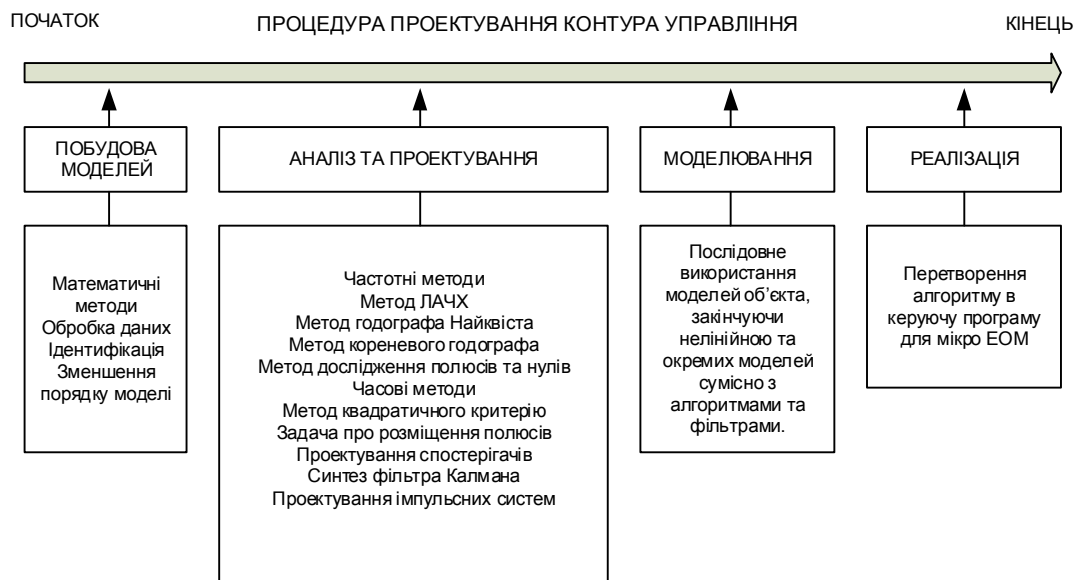 ПОЧАТОК
ПРОЦЕДУРА ПРОЕКТУВАННЯ КОНТУРА УПРАВЛІННЯ
КІНЕЦЬ
ПОБУДОВА
МОДЕЛЕЙ
АНАЛІЗ ТА ПРОЕКТУВАННЯ
МОДЕЛЮВАННЯ
РЕАЛІЗАЦІЯ
Математичні
методи
Обробка даних
Ідентифікація
Зменшення
порядку моделі
Частотні методи
Метод ЛАЧХ
Метод годографа Найквіста
Метод кореневого годографа
Метод дослідження полюсів та нулів
Часові методи
Метод квадратичного критерію
Задача про розміщення полюсів
Проектування спостерігачів
Синтез фільтра Калмана
Проектування імпульсних систем
Послідовне
використання
моделей об’єкта,
закінчуючи
нелінійною та
окремих моделей
сумісно з
алгоритмами та
фільтрами.
Перетворення
алгоритму в
керуючу програму
для мікро ЕОМ